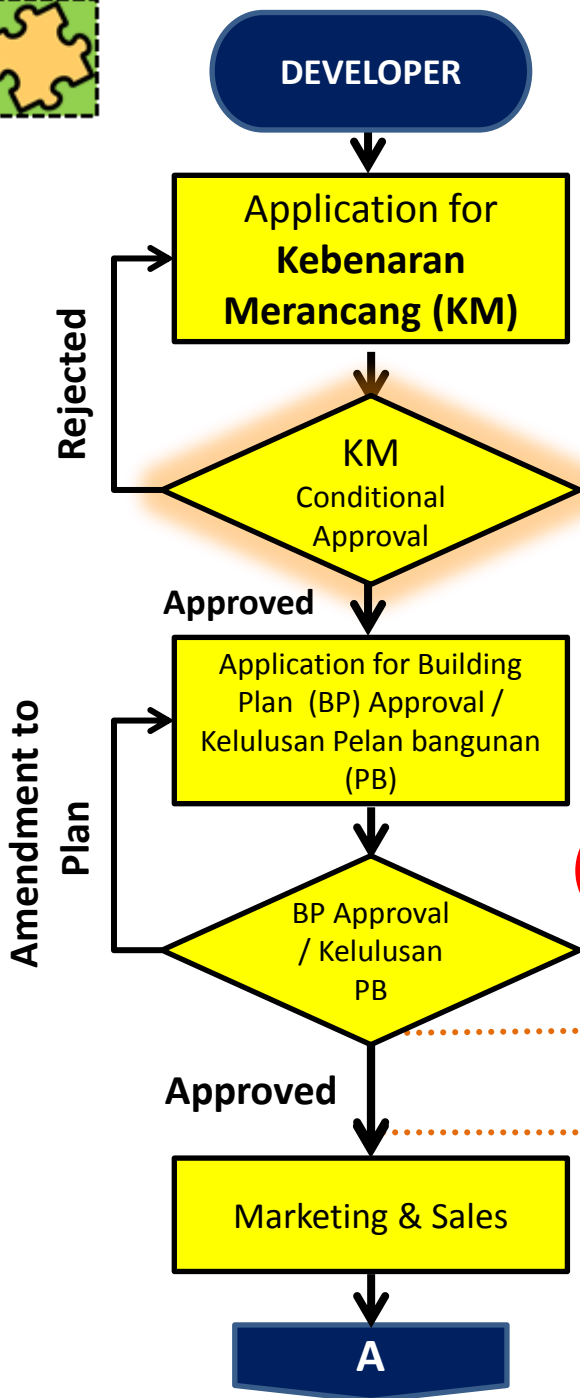 DEVELOPER
Application for
Kebenaran
Merancang (KM)
Rejected
KM
Conditional
Approval
Approved
Application for Building
Plan (BP) Approval /
Kelulusan Pelan bangunan
(PB)
Amendment to
Plan
BP Approval
/ Kelulusan
PB
Approved
Marketing & Sales
A